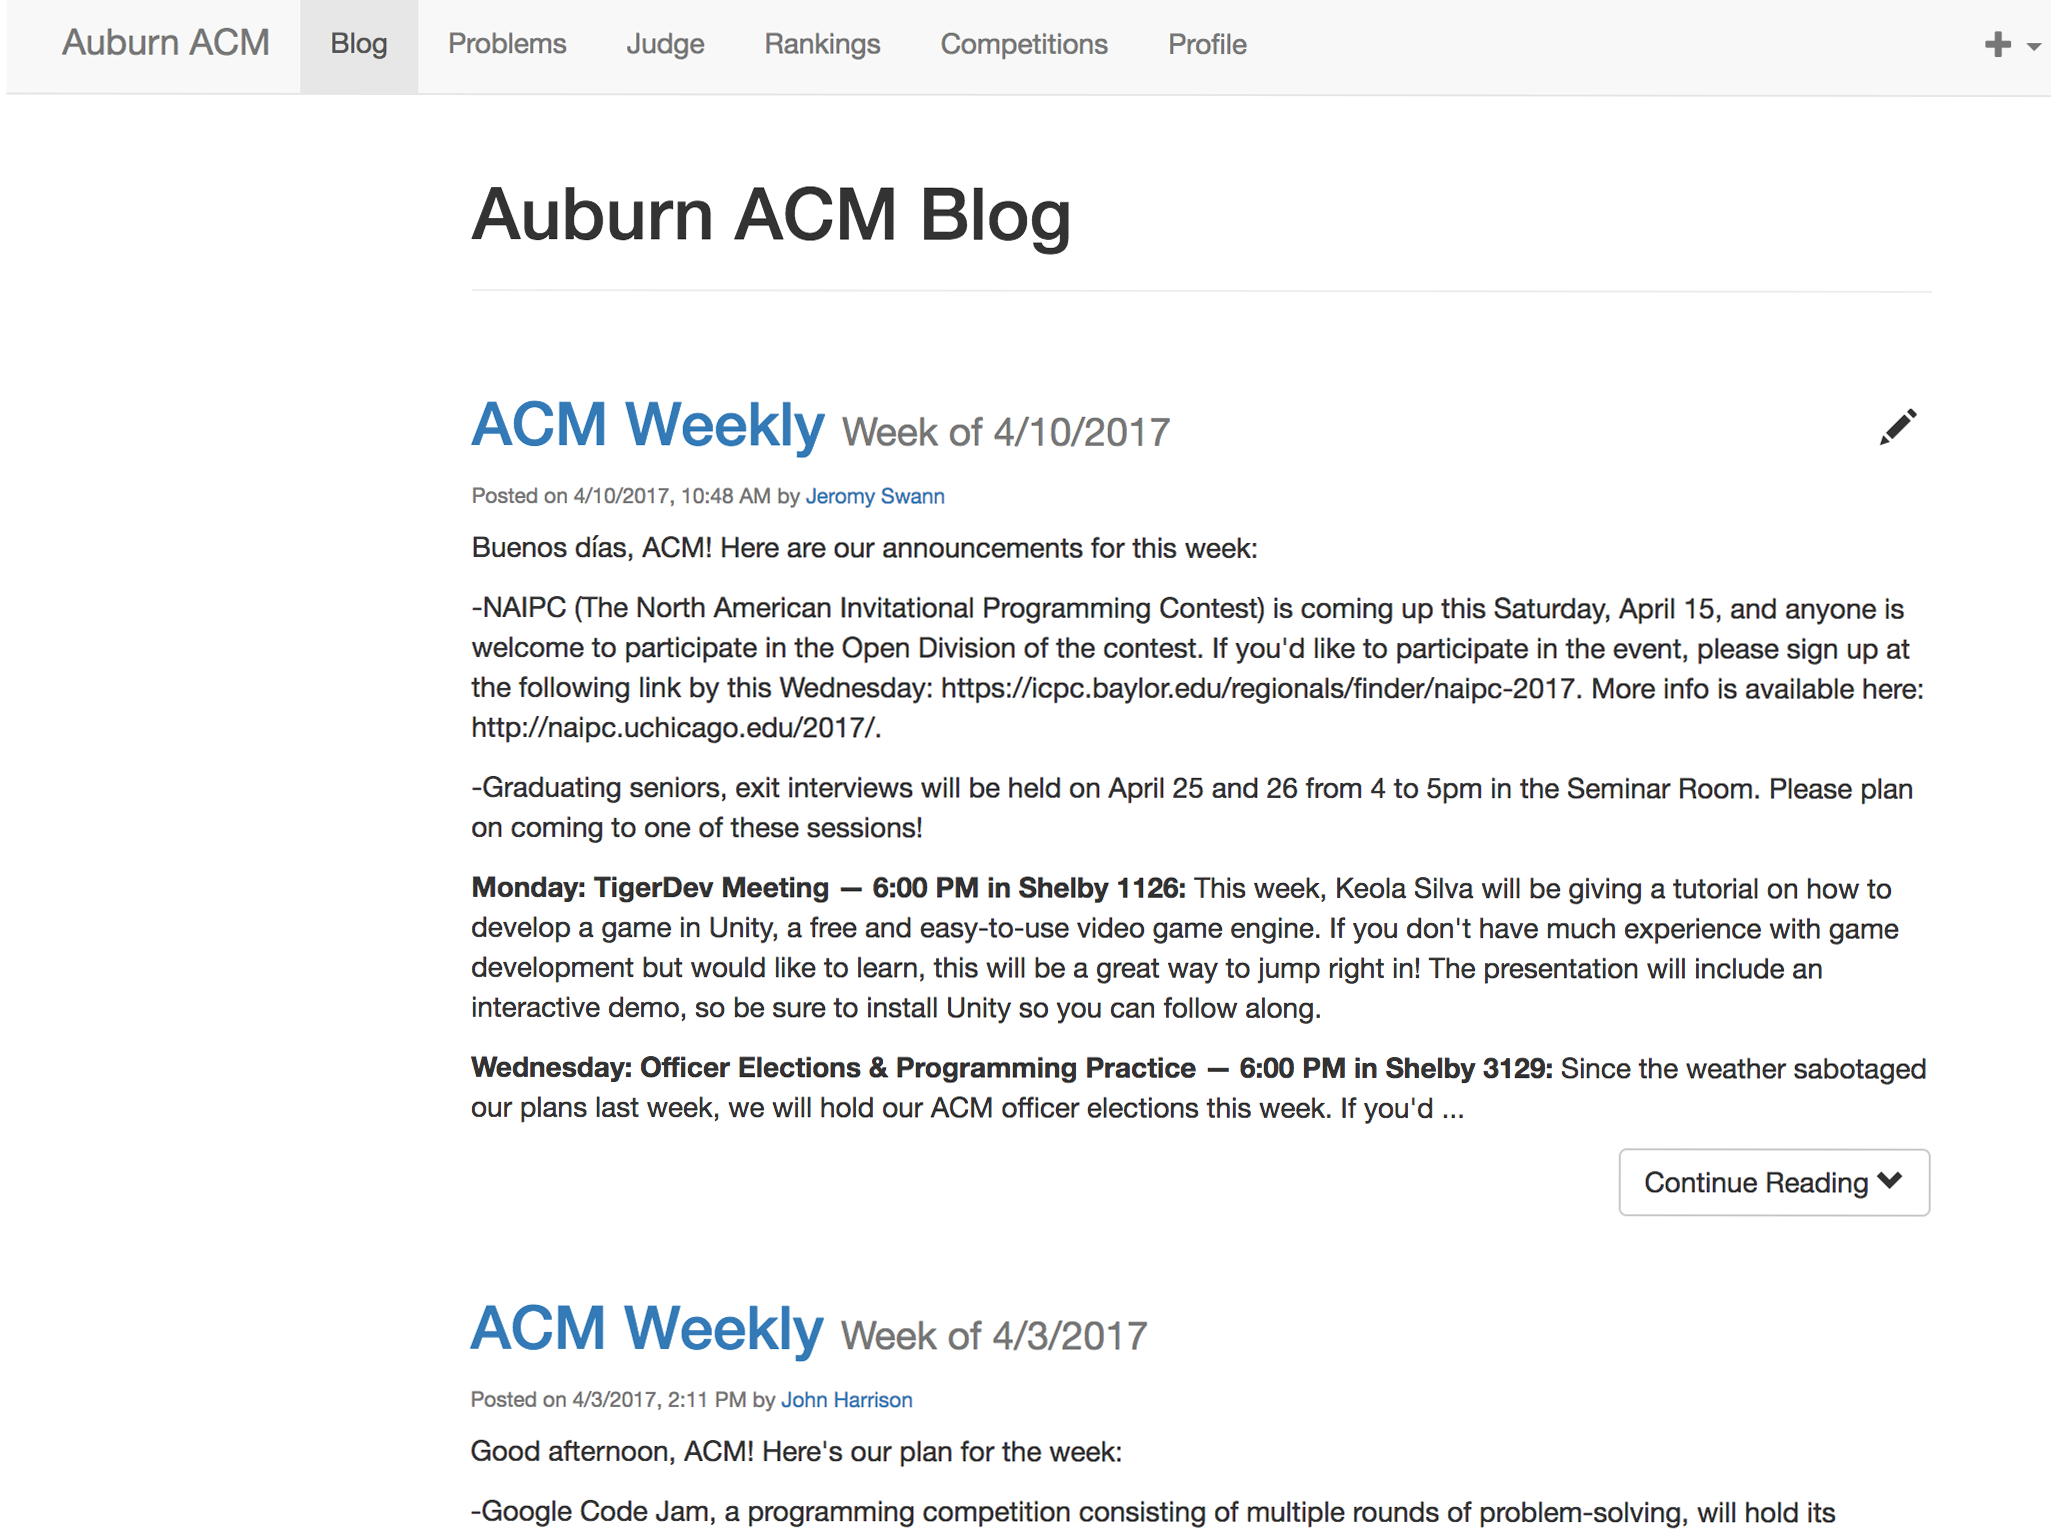 Auburn ACM Blog Problems Judge Rankings Competitions Profile
Auburn ACM Blog
ACM Weekly Week of 4/10/2017
Posted on 4/10/2017, 10:48 AM by Jeromy Swann
Buenos días, ACM! Here are our announcements for this week:
-NAIPC (The North American Invitational Programming Contest) is coming up this Saturday, April 15, and anyone is
welcome to participate in the Open Division of the contest. If you'd like to participate in the event, please sign up at
the following link by this Wednesday: https://icpc.baylor.edu/regionals/finder/naipc-2017. More info is available here:
http://naipc.uchicago.edu/2017/.
-Graduating seniors, exit interviews will be held on April 25 and 26 from 4 to 5pm in the Seminar Room. Please plan
on coming to one of these sessions!
Monday: TigerDev Meeting — 6:00 PM in Shelby 1126: This week, Keola Silva will be giving a tutorial on how to
develop a game in Unity, a free and easy-to-use video game engine. If you don't have much experience with game
development but would like to learn, this will be a great way to jump right in! The presentation will include an
interactive demo, so be sure to install Unity so you can follow along.
Wednesday: Officer Elections & Programming Practice — 6:00 PM in Shelby 3129: Since the weather sabotaged
our plans last week, we will hold our ACM officer elections this week. If you'd ...
Continue Reading
ACM Weekly Week of 4/3/2017
Posted on 4/3/2017, 2:11 PM by John Harrison
Good afternoon, ACM! Here's our plan for the week:
-Google Code Jam, a programming competition consisting of multiple rounds of problem-solving, will hold its